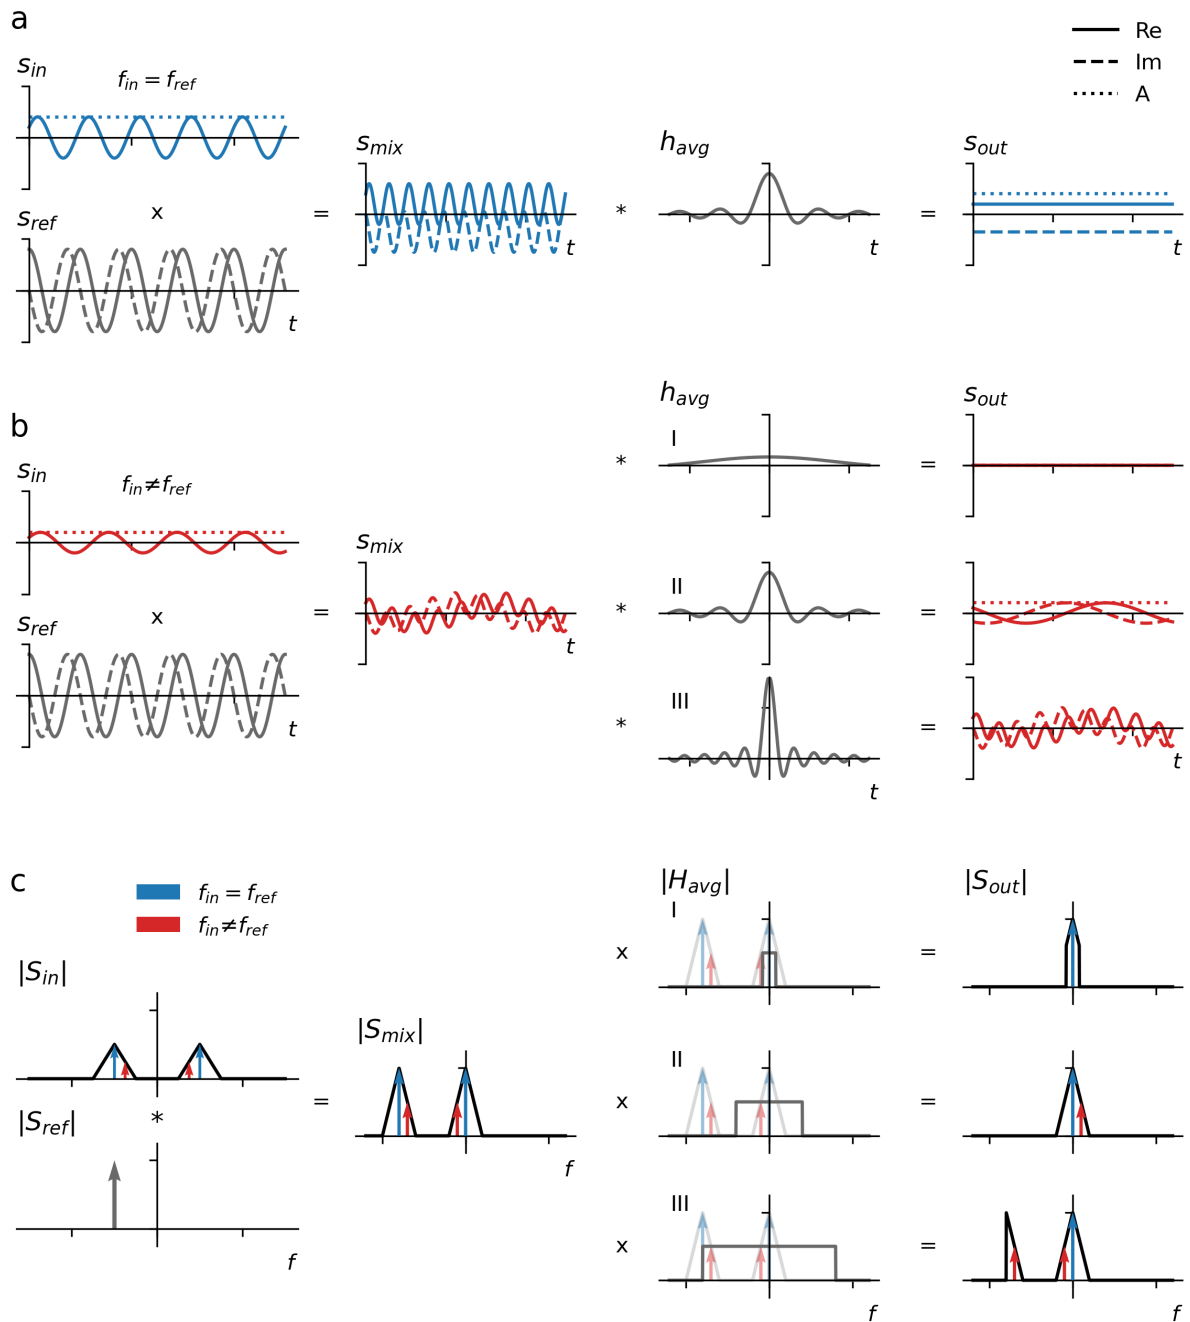 a
Re
Im
A
s_in
f_in = f_ref
s_mix
h_avg
s_out
x
s_ref
=
*
=
t
t
t
t
b
h_avg
s_out
I
*
=
s_in
f_in ≠ f_ref
s_mix
II
x
=
*
=
s_ref
t
III
*
=
t
t
t
c
f_in = f_ref
f_in ≠ f_ref
|H_avg|
|S_out|
I
x
=
|S_in|
|S_mix|
II
=
x
=
|S_ref|
*
f
III
x
=
f
f
f